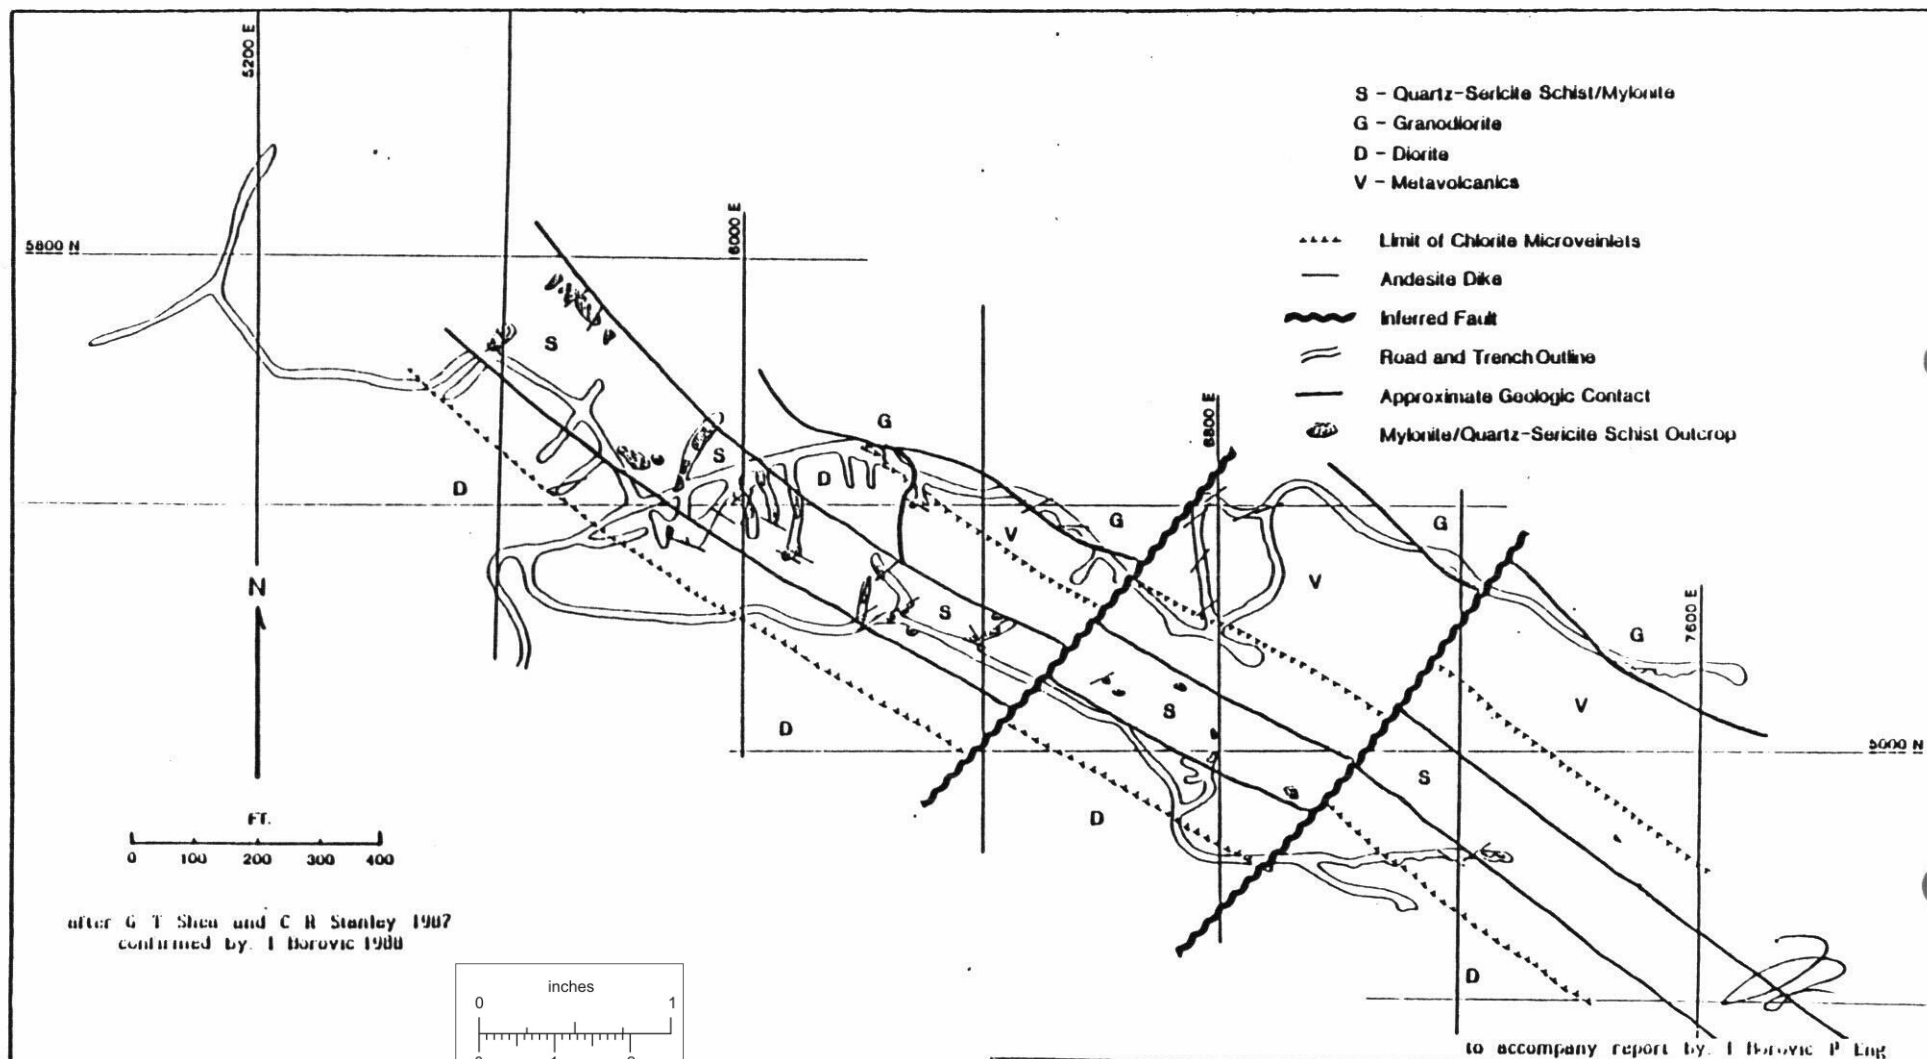 5200 E
S - Quartz-Sericite Schist/Mylonite
G - Granodiorite
D - Diorite
V - Metavolcanics
5800 N
6000 E
Limit of Chlorite Microveinlets
Andesite Dike
Inferred Fault
Road and Trench Outline
Approximate Geologic Contact
Mylonite/Quartz-Sericite Schist Outcrop
6800 E
S
G
S
D
D
G
V
G
N
V
S
G
7600 E
D
S
V
5000 N
S
D
FT.
0 100 200 300 400
after G T Shea and C R Stanley 1987
confirmed by. I Borovic 1988
D
inches
0 1
0 1 2
to accompany report by. I Borovic P Eng